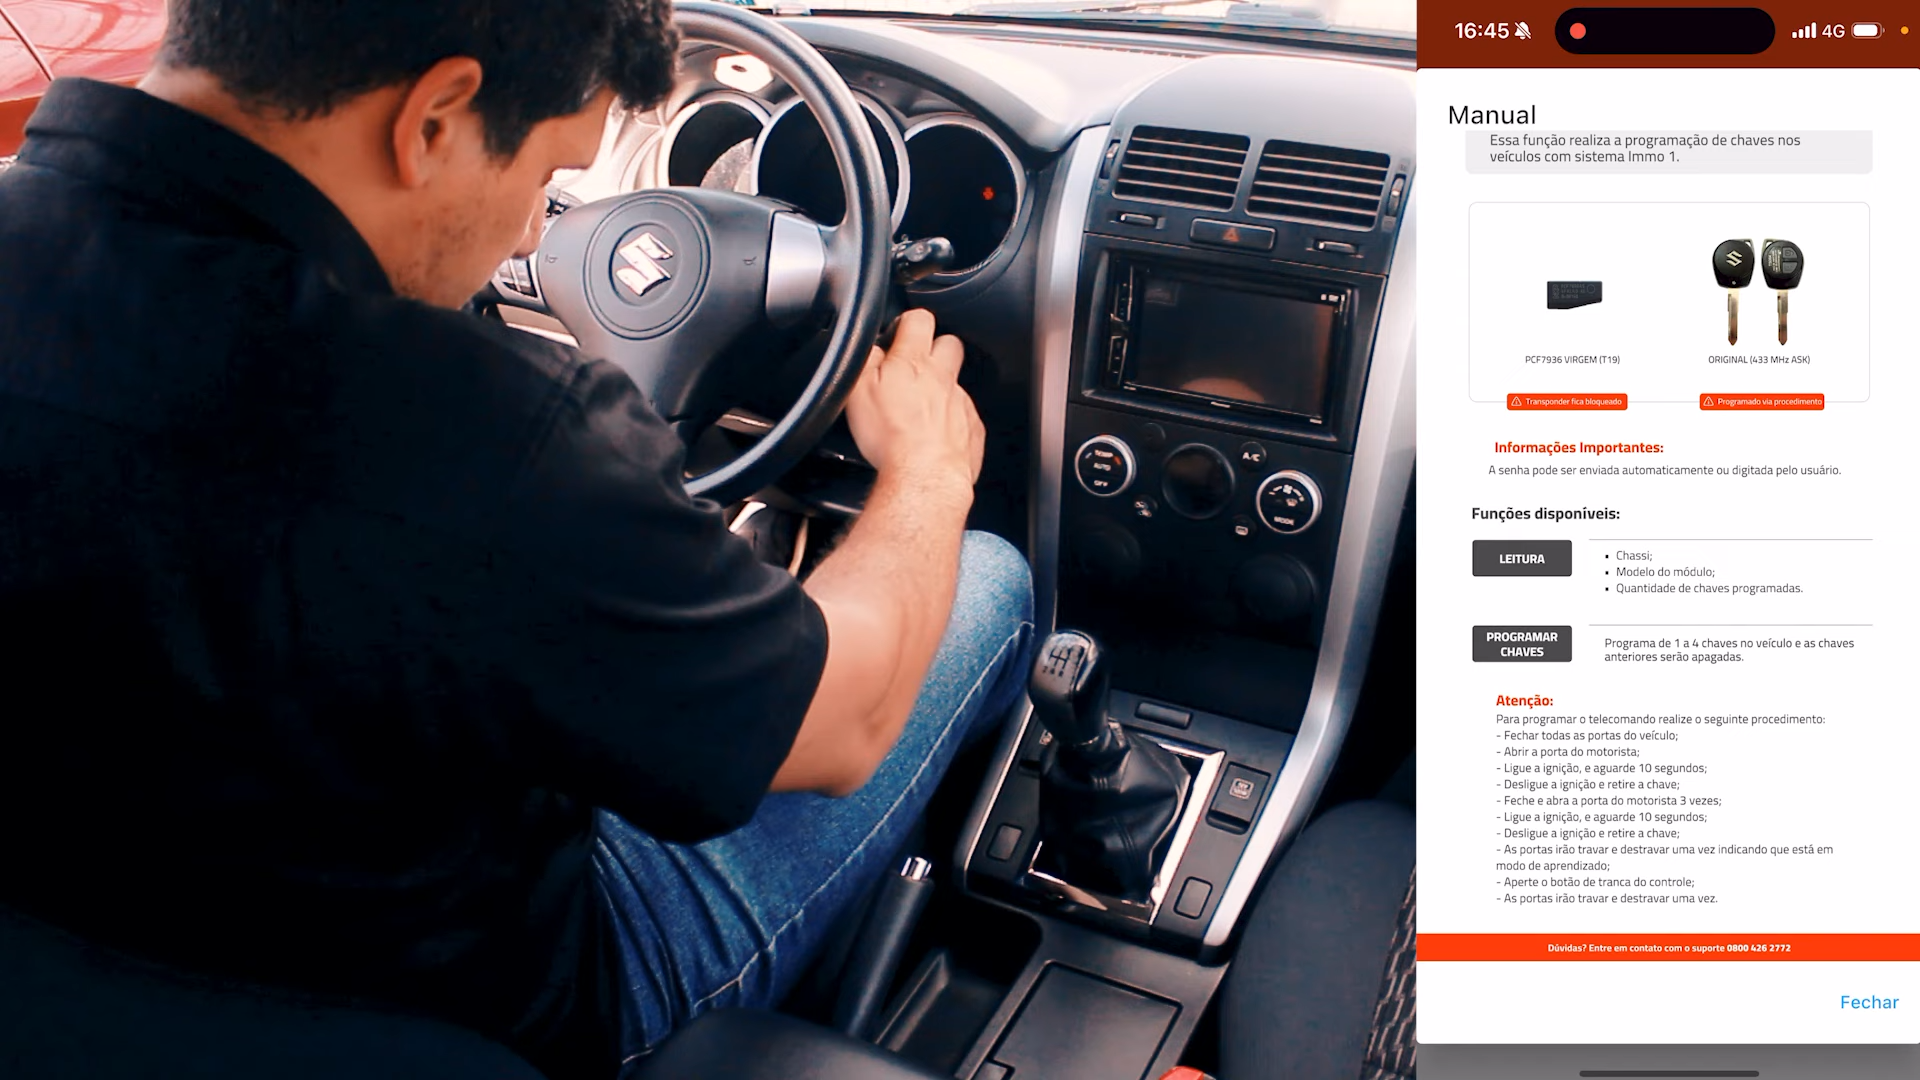 16:45
4G
Manual
Essa função realiza a programação de chaves nos
veículos com sistema Immo 1.
PCF7936 VIRGEM (T19)
ORIGINAL (433 MHz ASK)
Transponder fica bloqueado
Programado via procedimento
Informações Importantes:
A senha pode ser enviada automaticamente ou digitada pelo usuário.
Funções disponíveis:
LEITURA
▪ Chassi;
▪ Modelo do módulo;
▪ Quantidade de chaves programadas.
PROGRAMAR
CHAVES
Programa de 1 a 4 chaves no veículo e as chaves
anteriores serão apagadas.
Atenção:
Para programar o telecomando realize o seguinte procedimento:
- Fechar todas as portas do veículo;
- Abrir a porta do motorista;
- Ligue a ignição, e aguarde 10 segundos;
- Desligue a ignição e retire a chave;
- Feche e abra a porta do motorista 3 vezes;
- Ligue a ignição, e aguarde 10 segundos;
- Desligue a ignição e retire a chave;
- As portas irão travar e destravar uma vez indicando que está em
modo de aprendizado;
- Aperte o botão de tranca do controle;
- As portas irão travar e destravar uma vez.
Dúvidas? Entre em contato com o suporte 0800 426 2772
Fechar
TEMP
AUTO
OFF
A/C
MODE